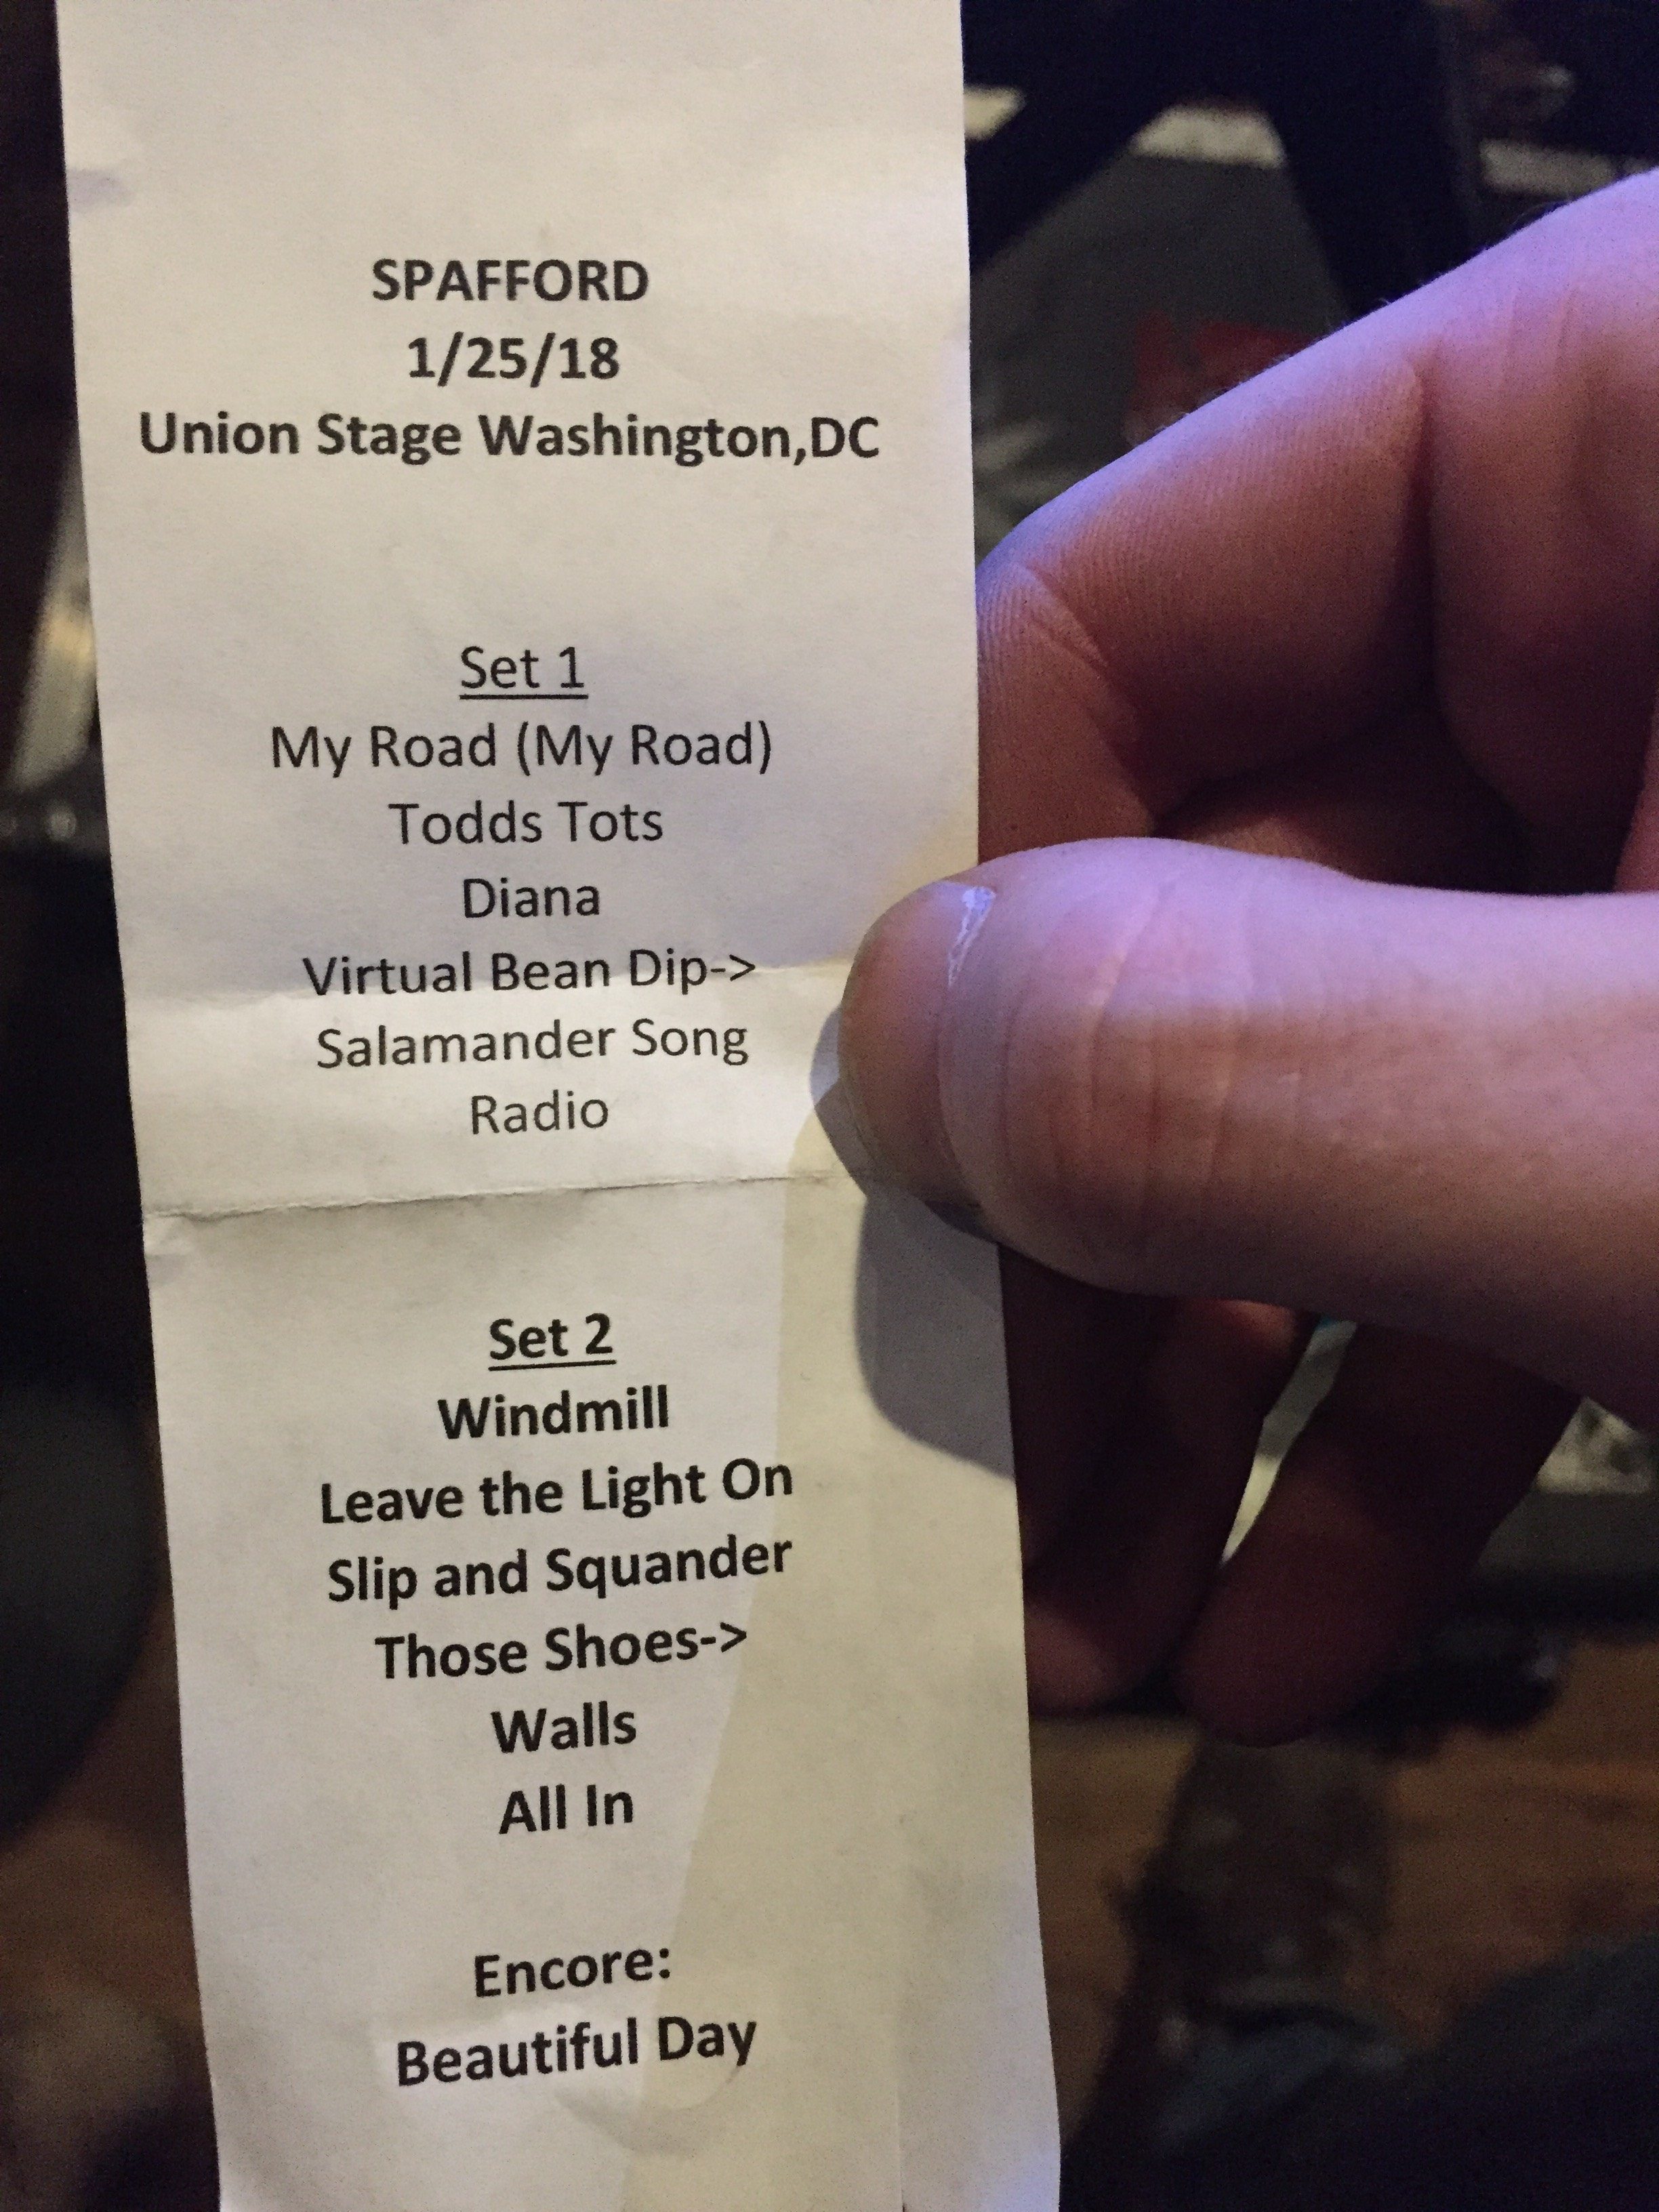 SPAFFORD
1/25/18
Union Stage Washington,DC
Set 1
My Road (My Road)
Todds Tots
Diana
Virtual Bean Dip->
Salamander Song
Radio
Set 2
Windmill
Leave the Light On
Slip and Squander
Those Shoes->
Walls
All In
Encore:
Beautiful Day